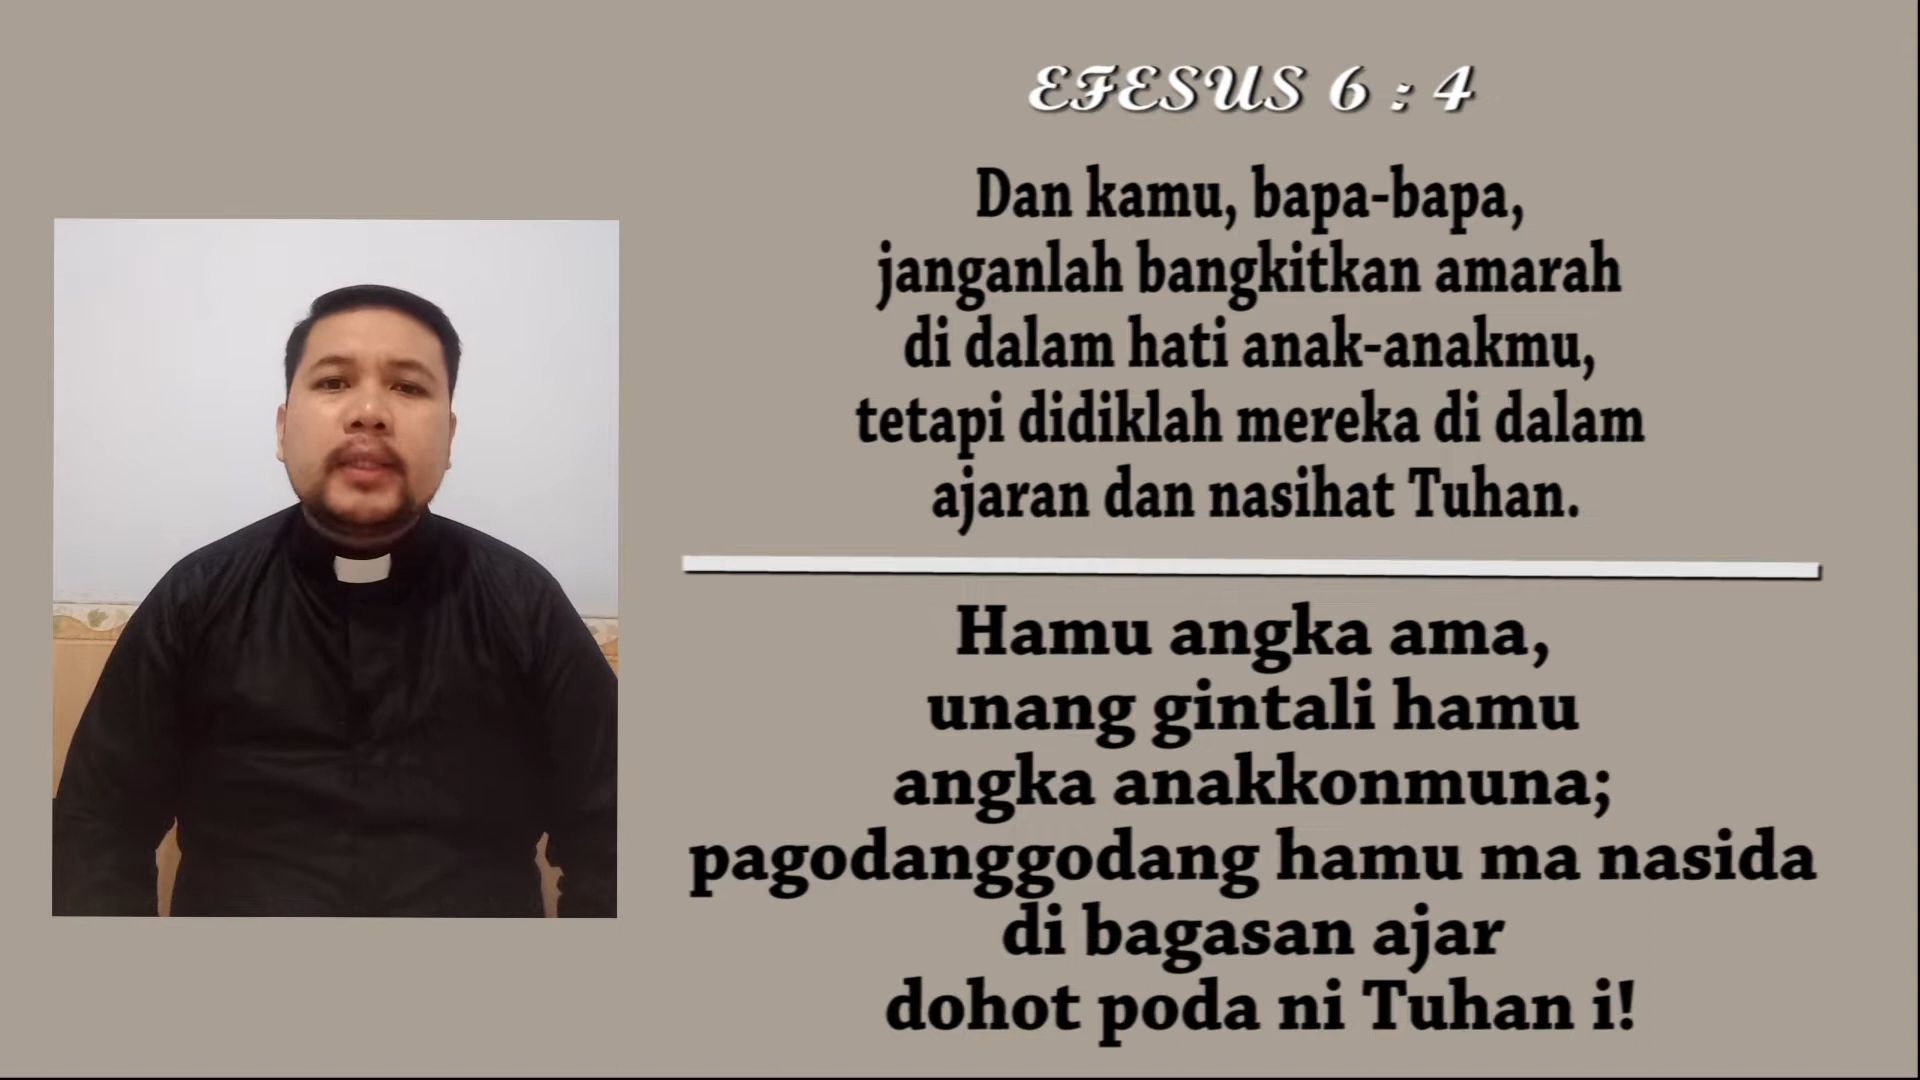 EFESUS 6 : 4
Dan kamu, bapa-bapa,
janganlah bangkitkan amarah
di dalam hati anak-anakmu,
tetapi didiklah mereka di dalam
ajaran dan nasihat Tuhan.
Hamu angka ama,
unang gintali hamu
angka anakkonmuna;
pagodanggodang hamu ma nasida
di bagasan ajar
dohot poda ni Tuhan i!